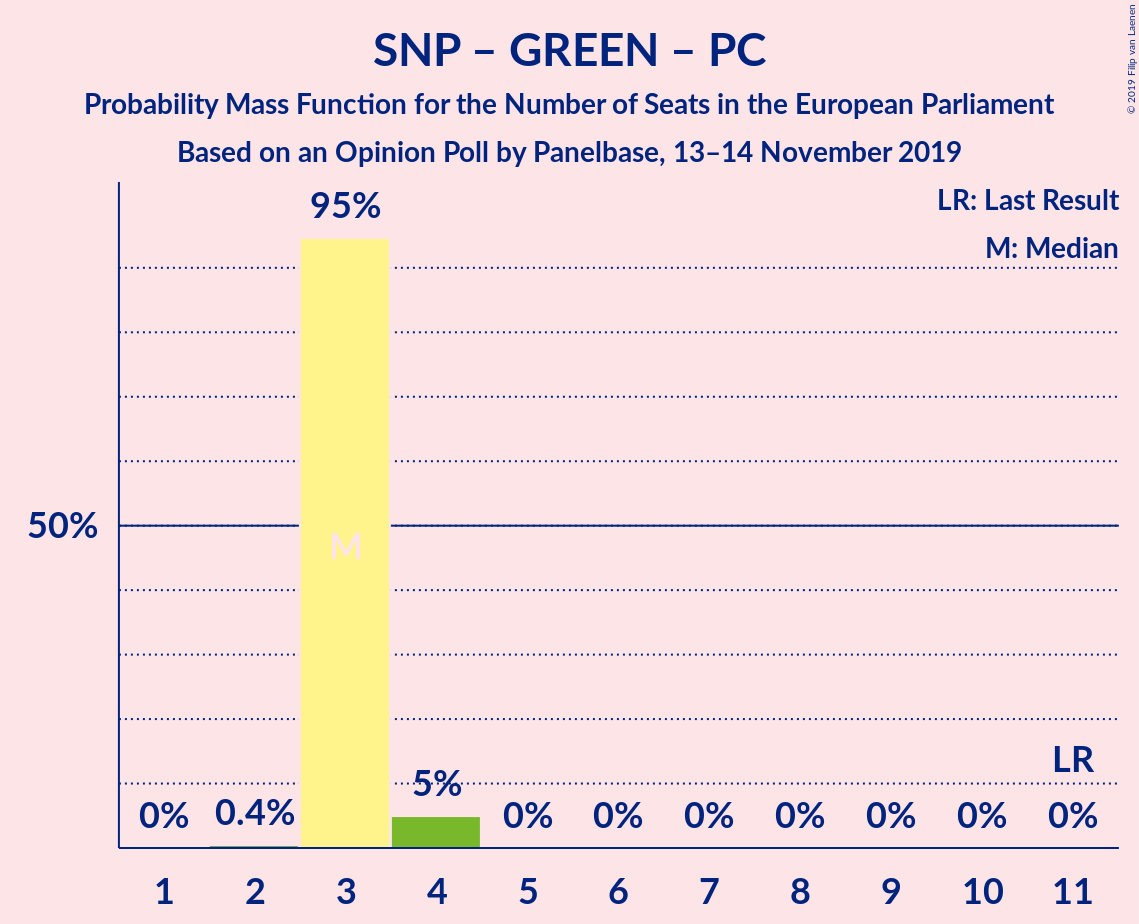 SNP – GREEN – PC
Probability Mass Function for the Number of Seats in the European Parliament
Based on an Opinion Poll by Panelbase, 13–14 November 2019
© 2019 Filip van Laenen
LR: Last Result
M: Median
95%
50%
M
LR
0% 0.4% 5% 0% 0% 0% 0% 0% 0% 0%
1 2 3 4 5 6 7 8 9 10 11